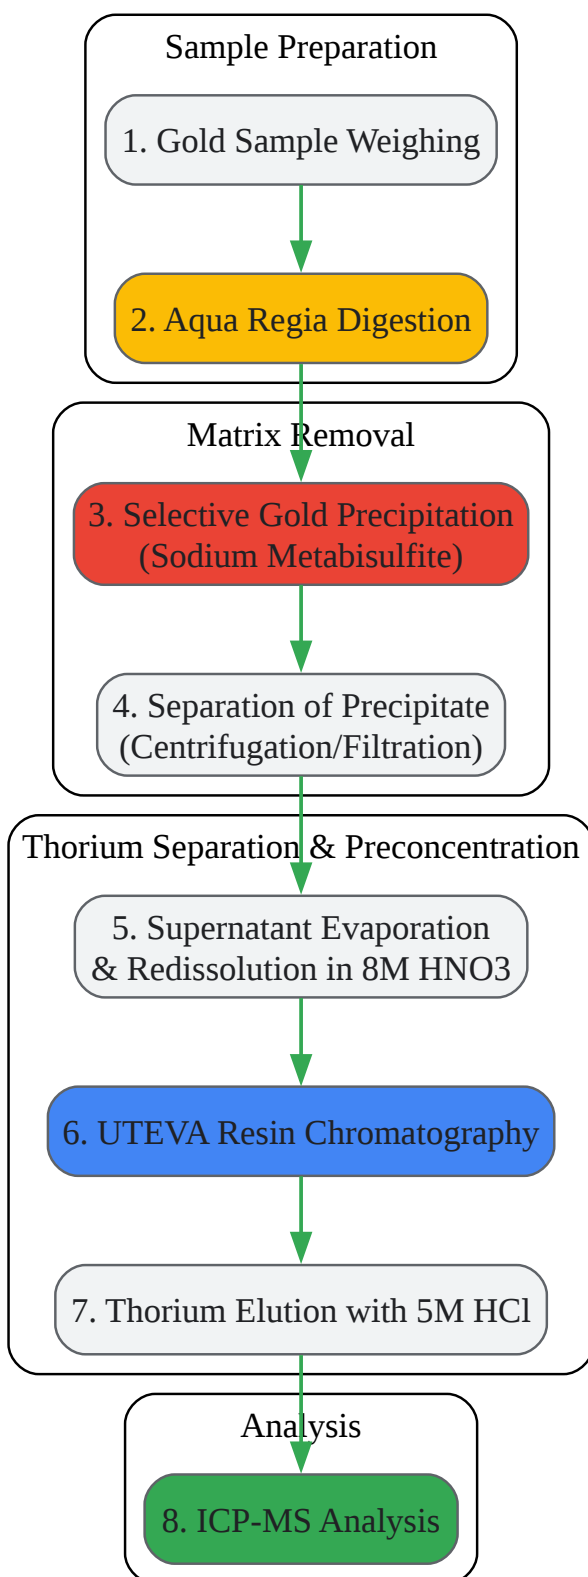 Sample Preparation
1. Gold Sample Weighing
2. Aqua Regia Digestion
Matrix Removal
3. Selective Gold Precipitation
(Sodium Metabisulfite)
4. Separation of Precipitate
(Centrifugation/Filtration)
Thorium Separation & Preconcentration
5. Supernatant Evaporation
& Redissolution in 8M HNO3
6. UTEVA Resin Chromatography
7. Thorium Elution with 5M HCl
Analysis
8. ICP-MS Analysis